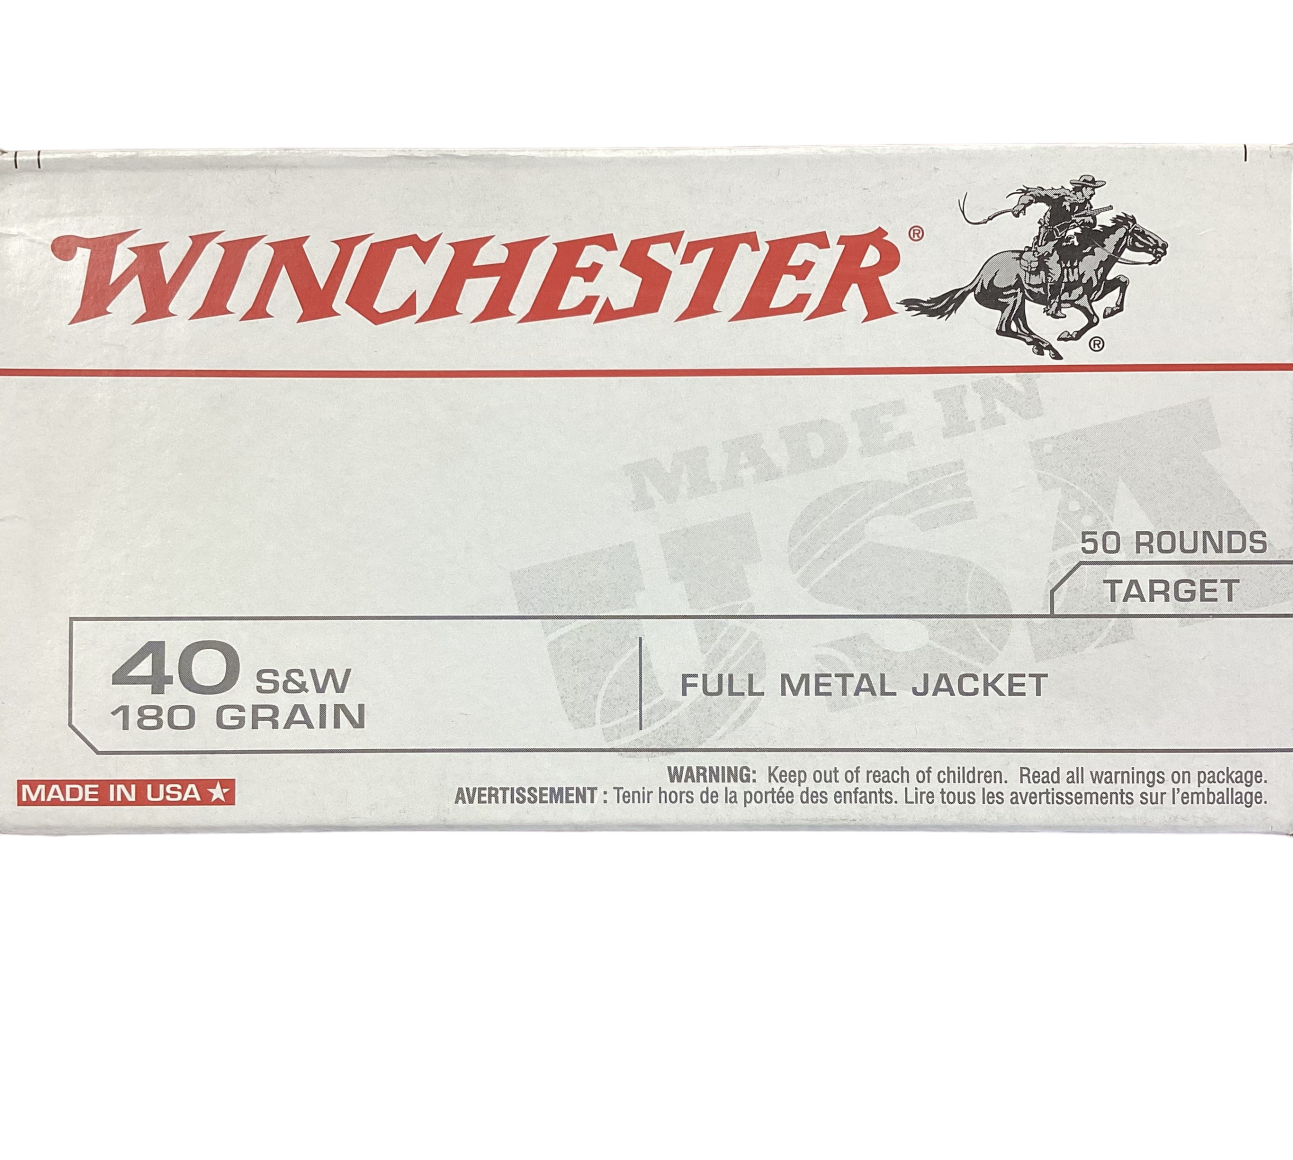 WINCHESTER®
®
MADE IN
USA
50 ROUNDS
TARGET
40 S&W
180 GRAIN
FULL METAL JACKET
MADE IN USA ★
WARNING: Keep out of reach of children. Read all warnings on package.
AVERTISSEMENT : Tenir hors de la portée des enfants. Lire tous les avertissements sur l'emballage.